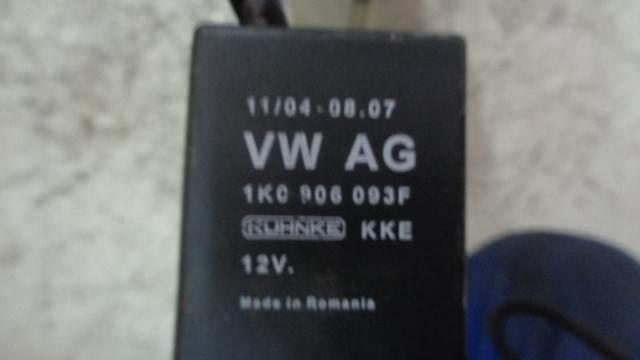 11/04-08.07
VW AG
1K0 906 093F
KUHNKE KKE
12V.
Made in Romania